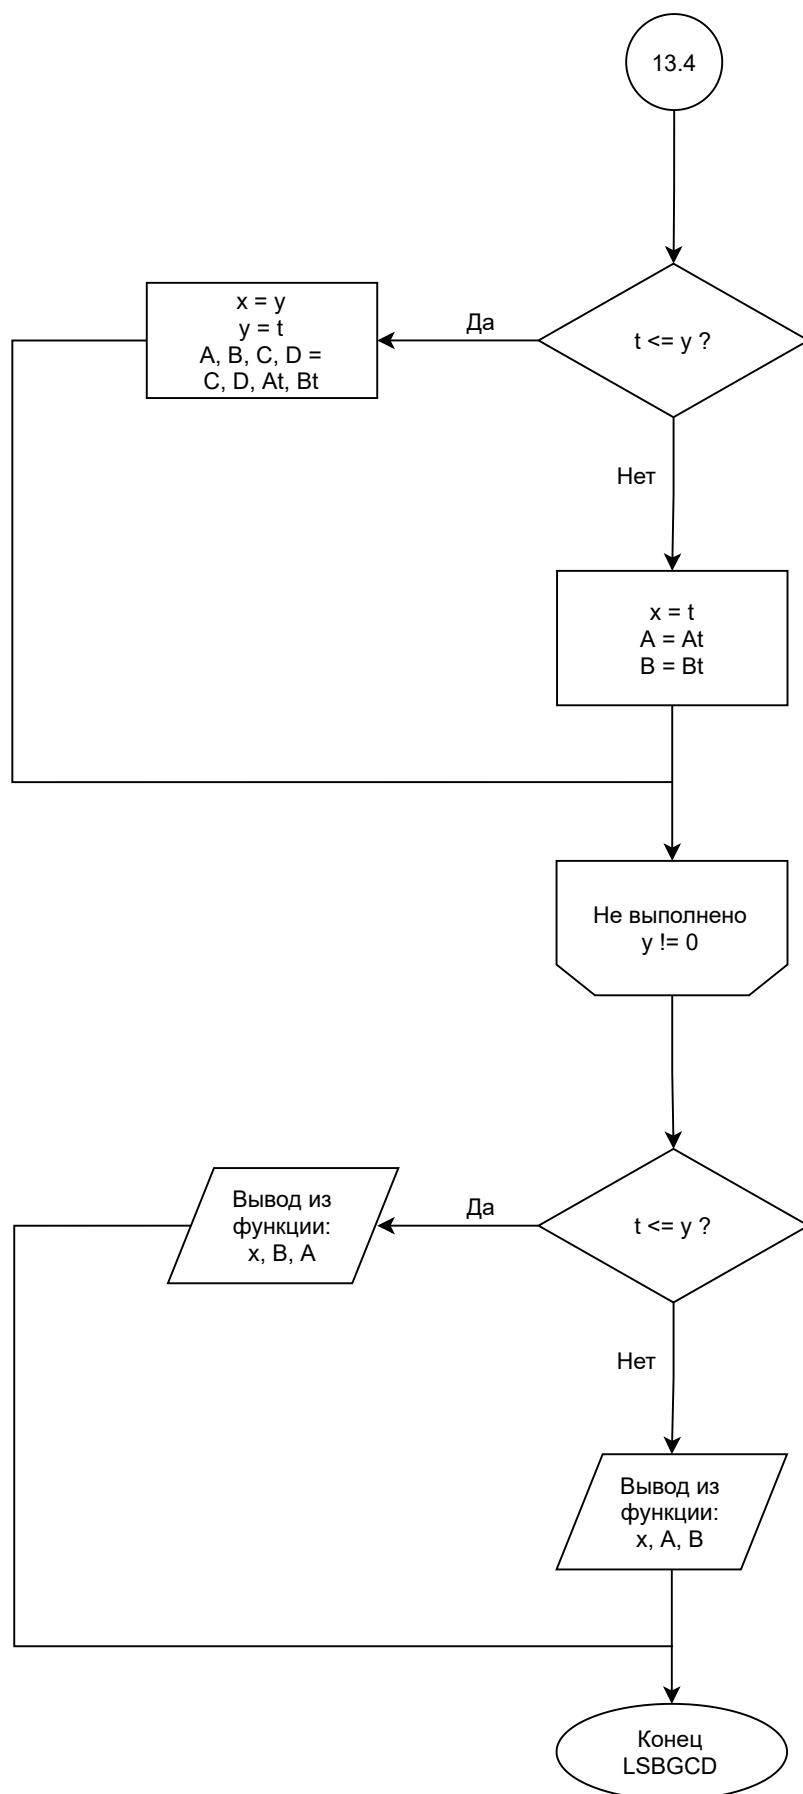 13.4
t <= y ?
Да
x = y
y = t
A, B, C, D =
C, D, At, Bt
Нет
x = t
A = At
B = Bt
Не выполнено
y != 0
t <= y ?
Да
Вывод из
функции:
x, B, A
Нет
Вывод из
функции:
x, A, B
Конец
LSBGCD